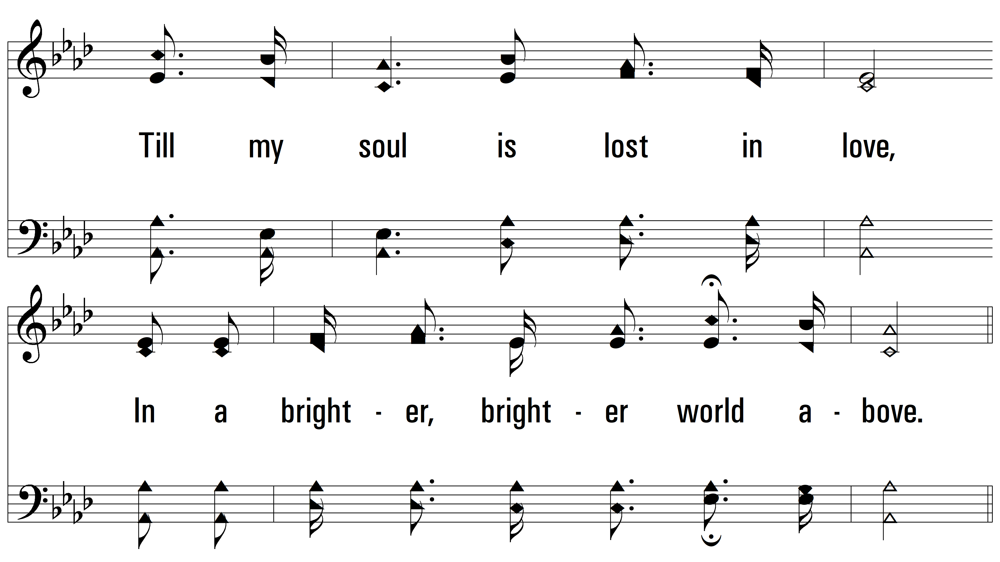 Till my soul is lost in love,
In a bright - er, bright - er world a - bove.